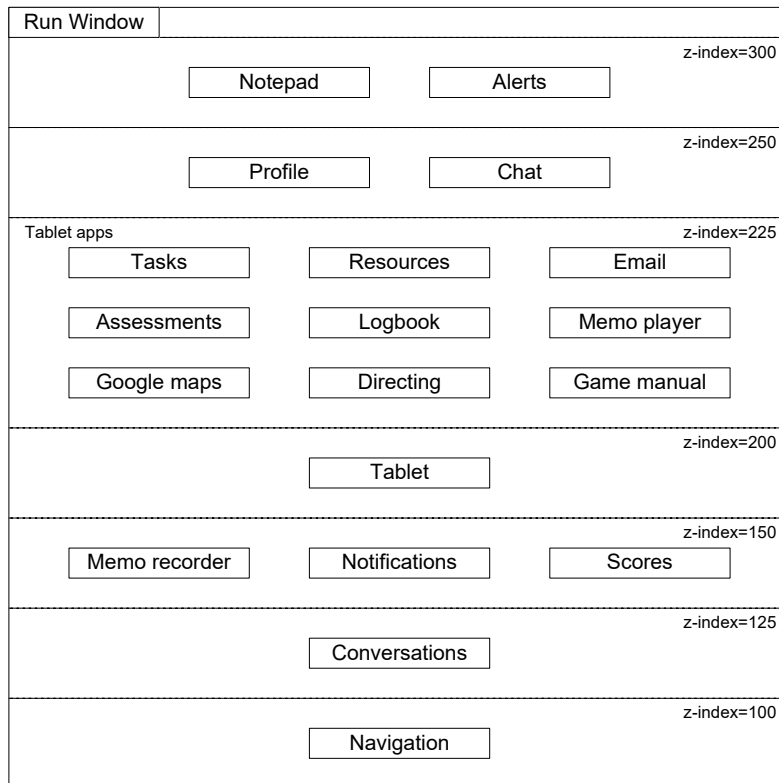 Run Window
z-index=300
Notepad Alerts
z-index=250
Profile Chat
Tablet apps z-index=225
Tasks Resources Email
Assessments Logbook Memo player
Google maps Directing Game manual
z-index=200
Tablet
z-index=150
Memo recorder Notifications Scores
z-index=125
Conversations
z-index=100
Navigation